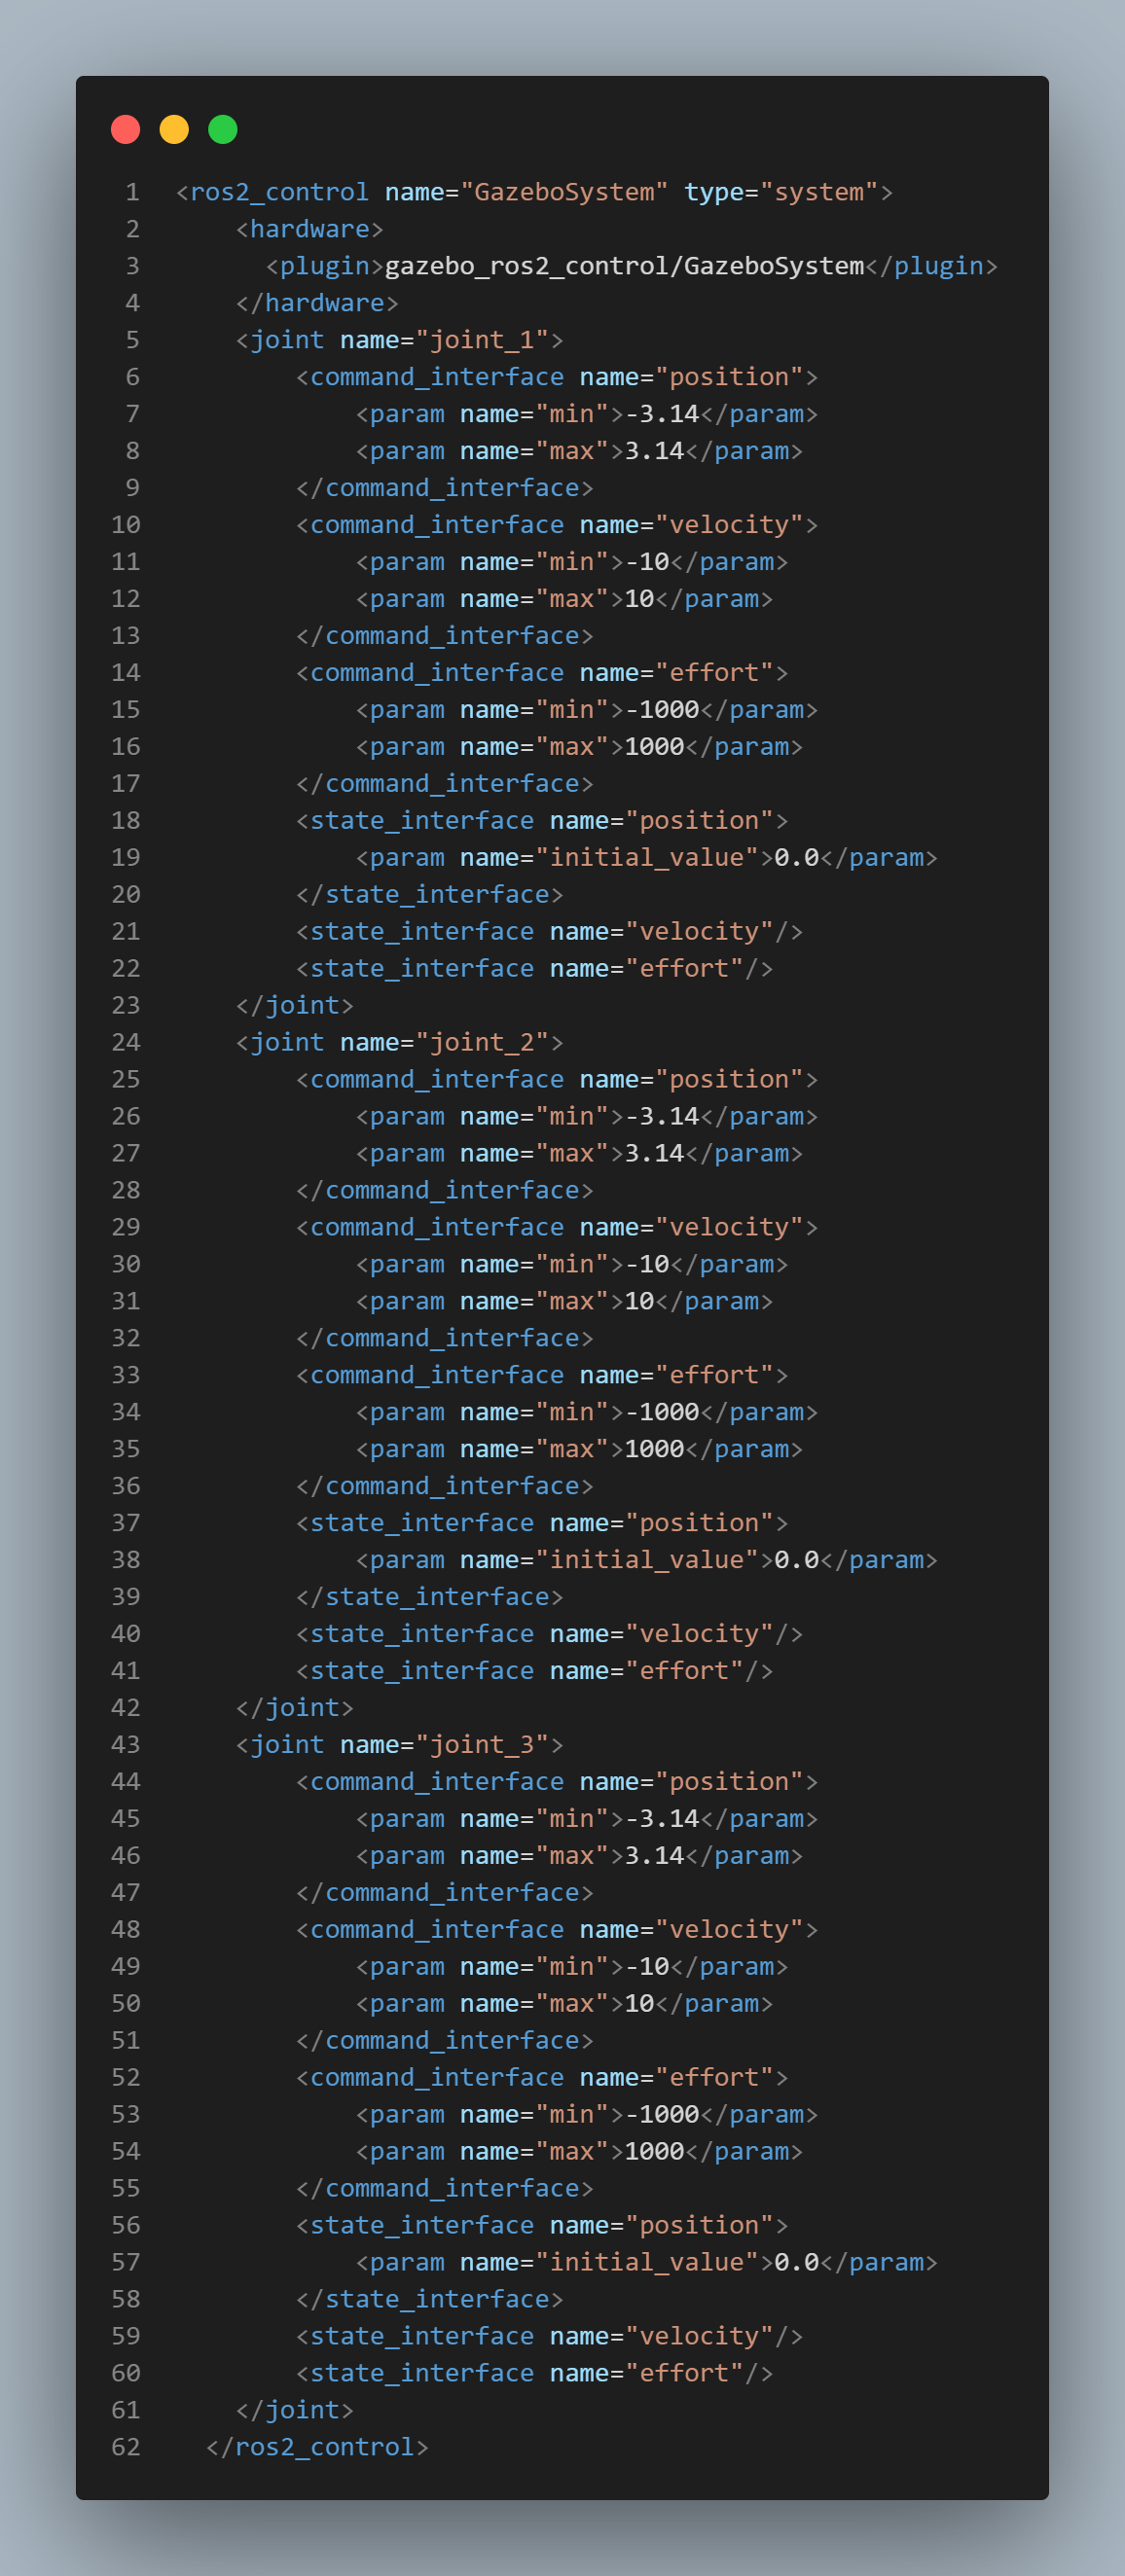 1 <ros2_control name="GazeboSystem" type="system">
2     <hardware>
3       <plugin>gazebo_ros2_control/GazeboSystem</plugin>
4     </hardware>
5     <joint name="joint_1">
6         <command_interface name="position">
7             <param name="min">-3.14</param>
8             <param name="max">3.14</param>
9         </command_interface>
10         <command_interface name="velocity">
11             <param name="min">-10</param>
12             <param name="max">10</param>
13         </command_interface>
14         <command_interface name="effort">
15             <param name="min">-1000</param>
16             <param name="max">1000</param>
17         </command_interface>
18         <state_interface name="position">
19             <param name="initial_value">0.0</param>
20         </state_interface>
21         <state_interface name="velocity"/>
22         <state_interface name="effort"/>
23     </joint>
24     <joint name="joint_2">
25         <command_interface name="position">
26             <param name="min">-3.14</param>
27             <param name="max">3.14</param>
28         </command_interface>
29         <command_interface name="velocity">
30             <param name="min">-10</param>
31             <param name="max">10</param>
32         </command_interface>
33         <command_interface name="effort">
34             <param name="min">-1000</param>
35             <param name="max">1000</param>
36         </command_interface>
37         <state_interface name="position">
38             <param name="initial_value">0.0</param>
39         </state_interface>
40         <state_interface name="velocity"/>
41         <state_interface name="effort"/>
42     </joint>
43     <joint name="joint_3">
44         <command_interface name="position">
45             <param name="min">-3.14</param>
46             <param name="max">3.14</param>
47         </command_interface>
48         <command_interface name="velocity">
49             <param name="min">-10</param>
50             <param name="max">10</param>
51         </command_interface>
52         <command_interface name="effort">
53             <param name="min">-1000</param>
54             <param name="max">1000</param>
55         </command_interface>
56         <state_interface name="position">
57             <param name="initial_value">0.0</param>
58         </state_interface>
59         <state_interface name="velocity"/>
60         <state_interface name="effort"/>
61     </joint>
62   </ros2_control>